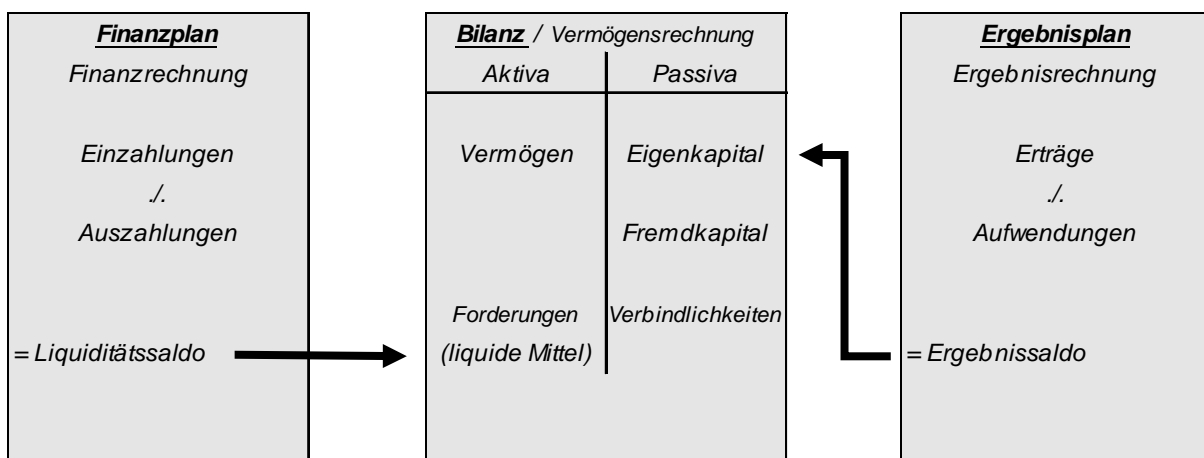 Finanzplan
Finanzrechnung
Einzahlungen
./.
Auszahlungen
= Liquiditätssaldo
Bilanz / Vermögensrechnung
Aktiva Passiva
Vermögen Eigenkapital
Fremdkapital
Forderungen Verbindlichkeiten
(liquide Mittel)
Ergebnisplan
Ergebnisrechnung
Erträge
./.
Aufwendungen
= Ergebnissaldo